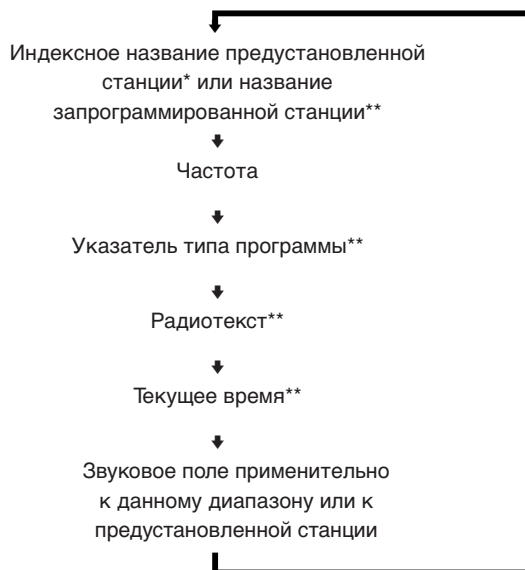 Индексное название предустановленной
станции* или название
запрограммированной станции**
Частота
Указатель типа программы**
Радиотекст**
Текущее время**
Звуковое поле применительно
к данному диапазону или к
предустановленной станции